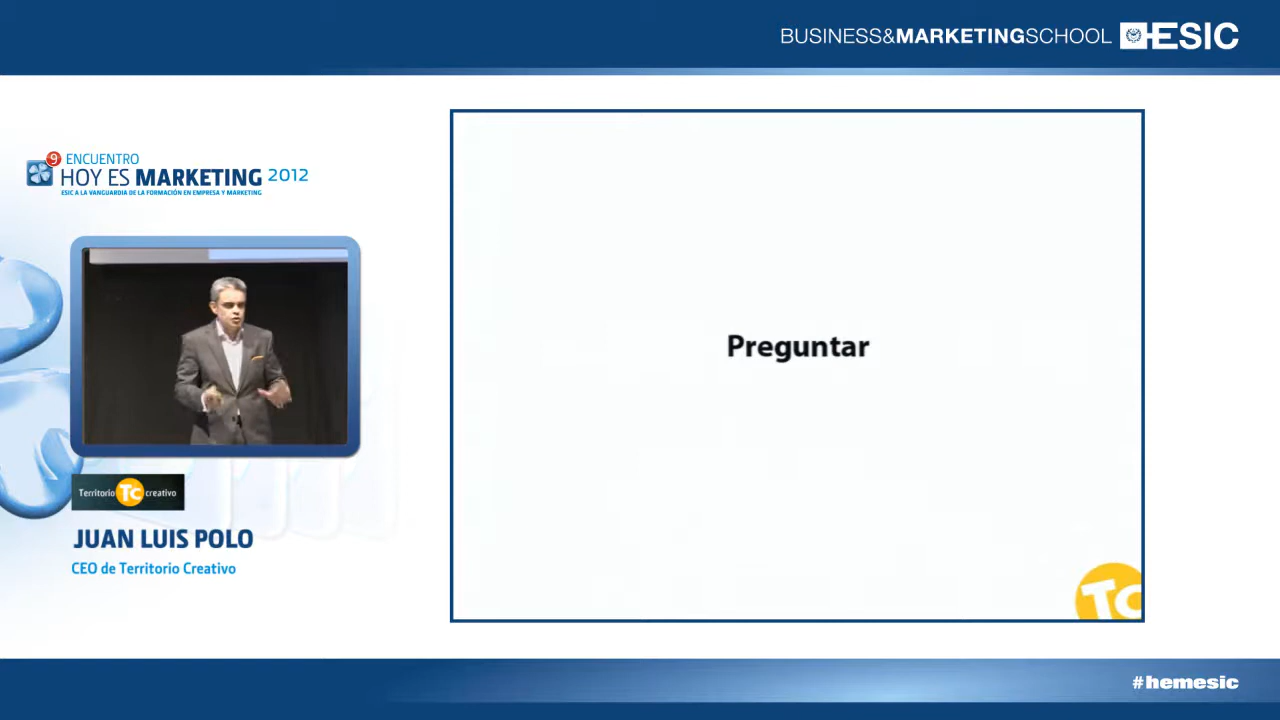 BUSINESS&MARKETINGSCHOOL ESIC
9 ENCUENTRO
HOY ES MARKETING 2012
ESIC A LA VANGUARDIA DE LA FORMACIÓN EN EMPRESA Y MARKETING
Preguntar
Territorio Tc creativo
JUAN LUIS POLO
CEO de Territorio Creativo
Tc
#hemesic